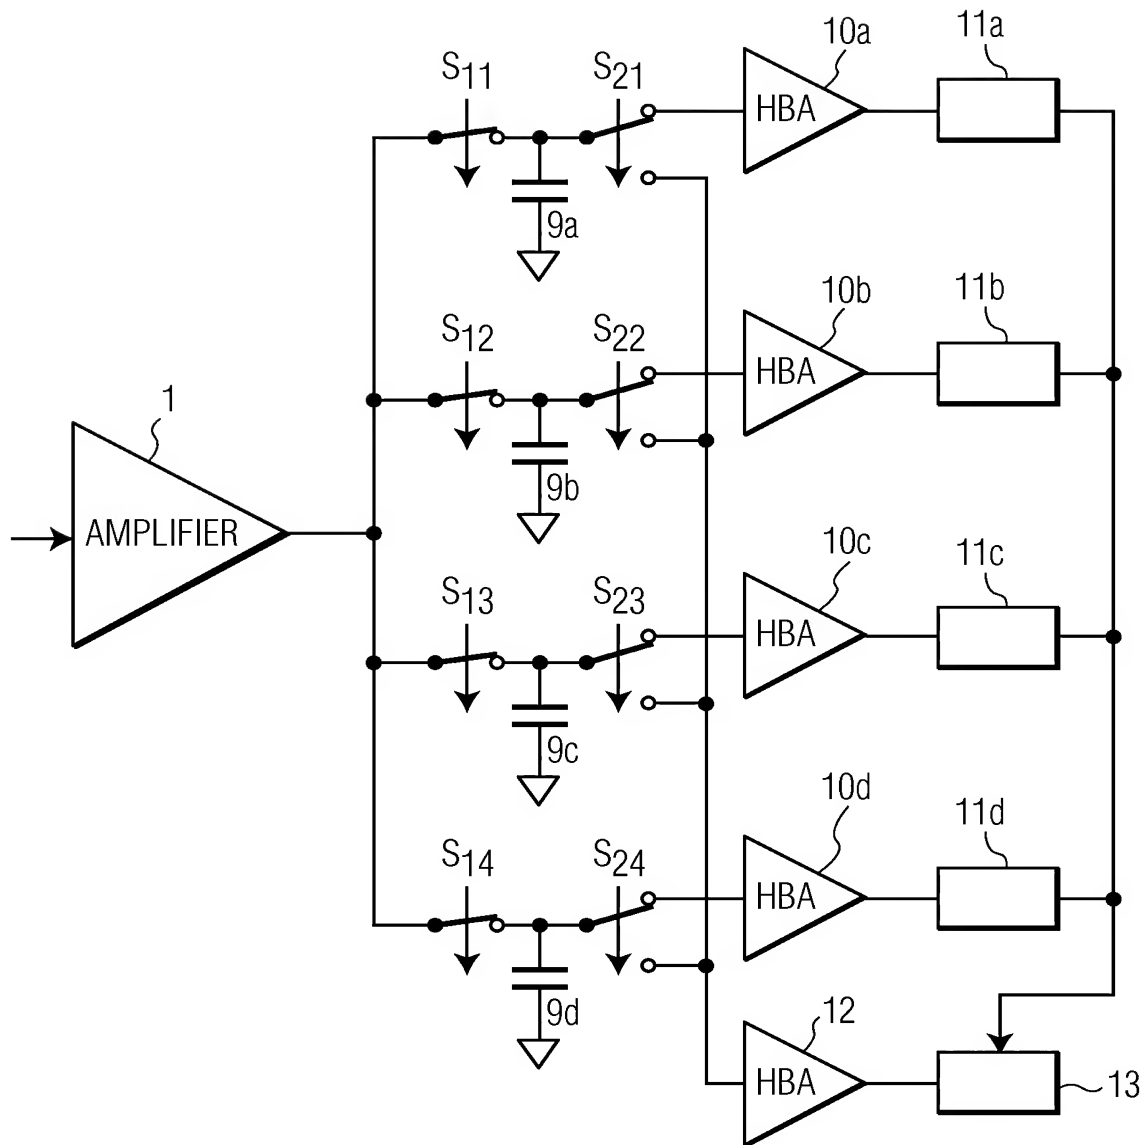 10a
11a
S11
S21
HBA
9a
10b
11b
S12
S22
HBA
1
9b
AMPLIFIER
10c
11c
S13
S23
HBA
9c
10d
11d
S14
S24
HBA
9d
12
HBA
13